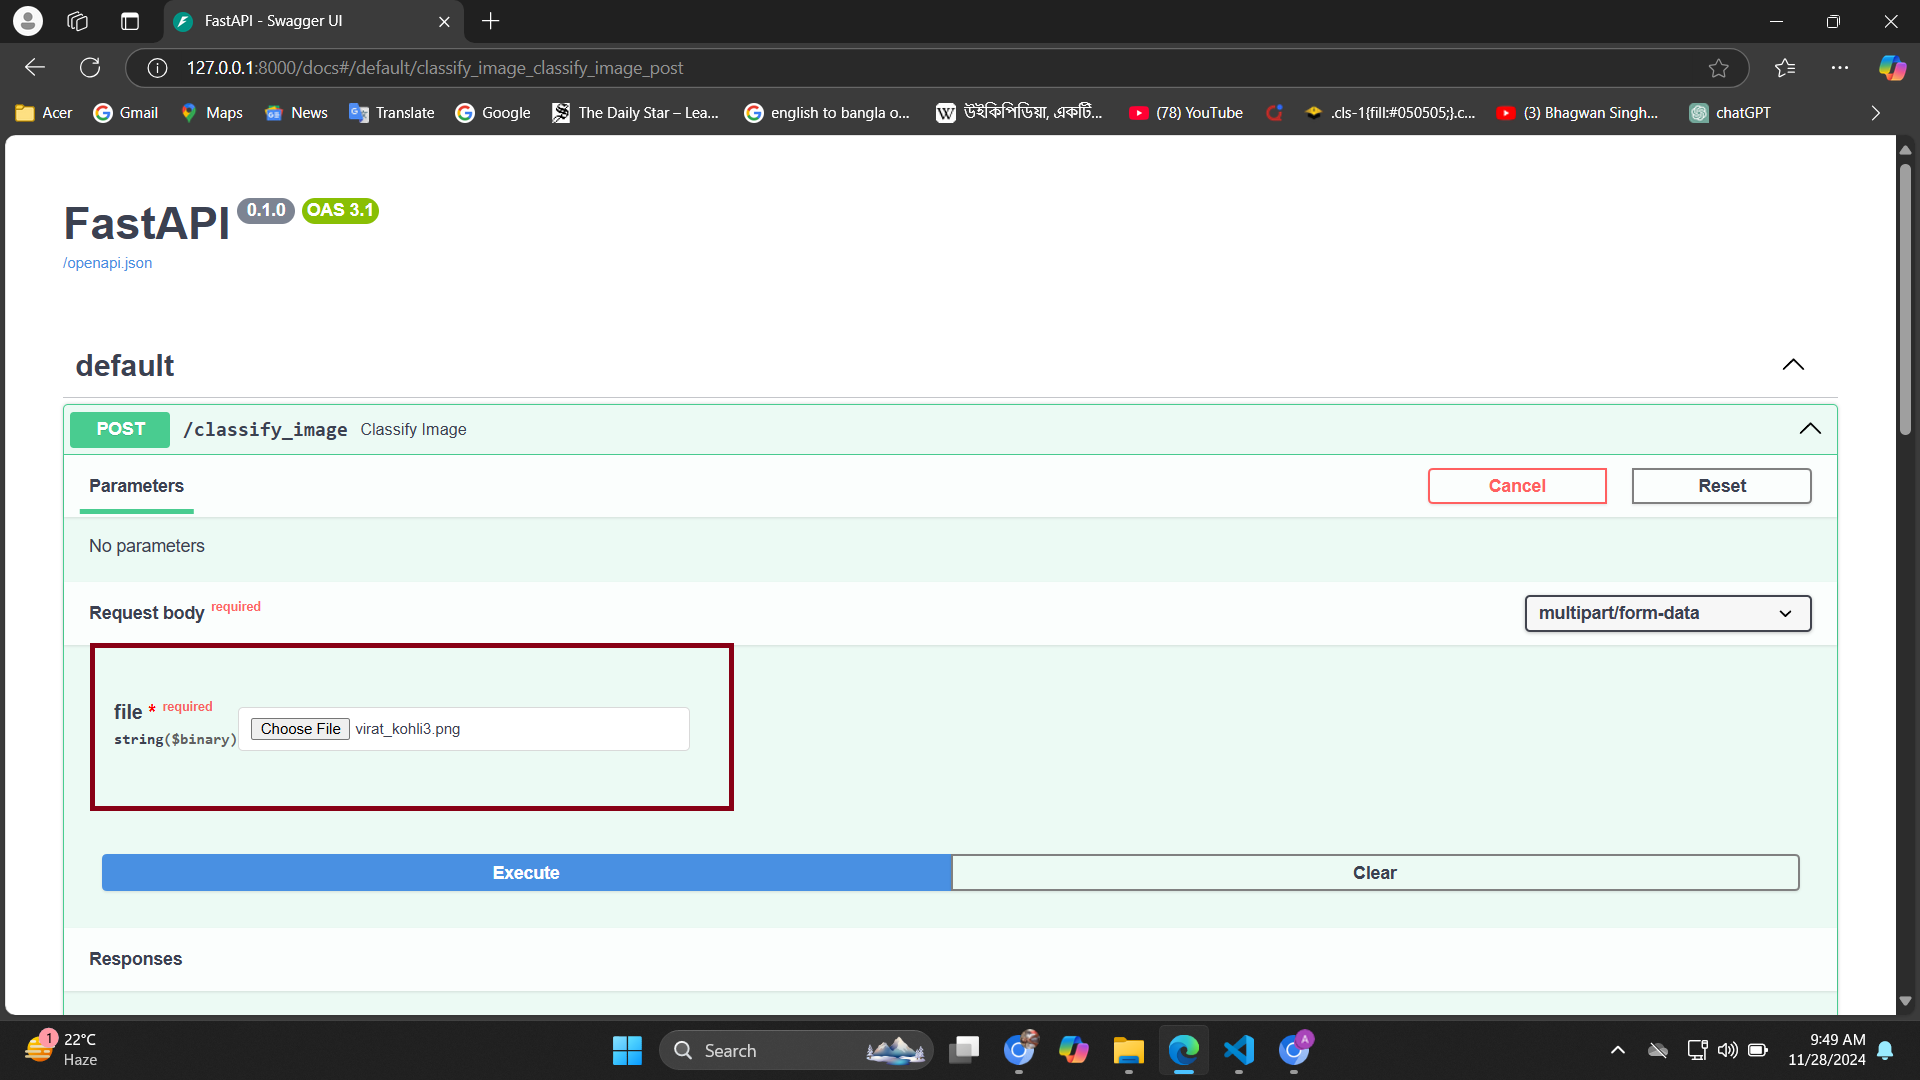 FastAPI - Swagger UI
127.0.0.1:8000/docs#/default/classify_image_classify_image_post
Acer Gmail Maps News Translate Google The Daily Star – Lea... english to bangla o... উইকিপিডিয়া, একটি... (78) YouTube .cls-1{fill:#050505;}.c... (3) Bhagwan Singh... chatGPT
FastAPI 0.1.0 OAS 3.1
/openapi.json
default
POST /classify_image Classify Image
Parameters Cancel Reset
No parameters
Request body required multipart/form-data
file * required
string($binary) Choose File virat_kohli3.png
Execute Clear
Responses
1 22°C
Haze
Search
A
9:49 AM
11/28/2024